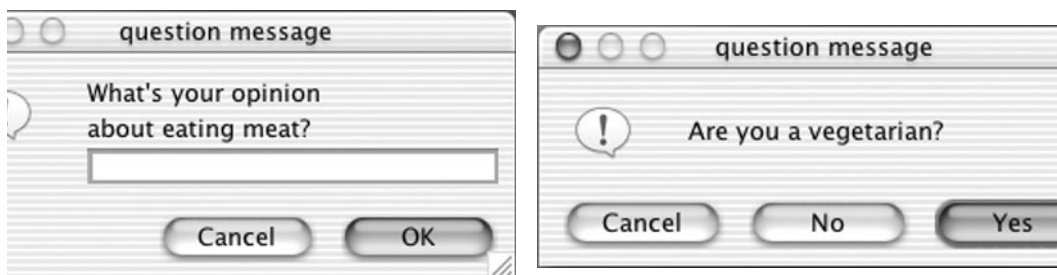 question message
What's your opinion
about eating meat?
Cancel
OK
question message
!
Are you a vegetarian?
Cancel
No
Yes